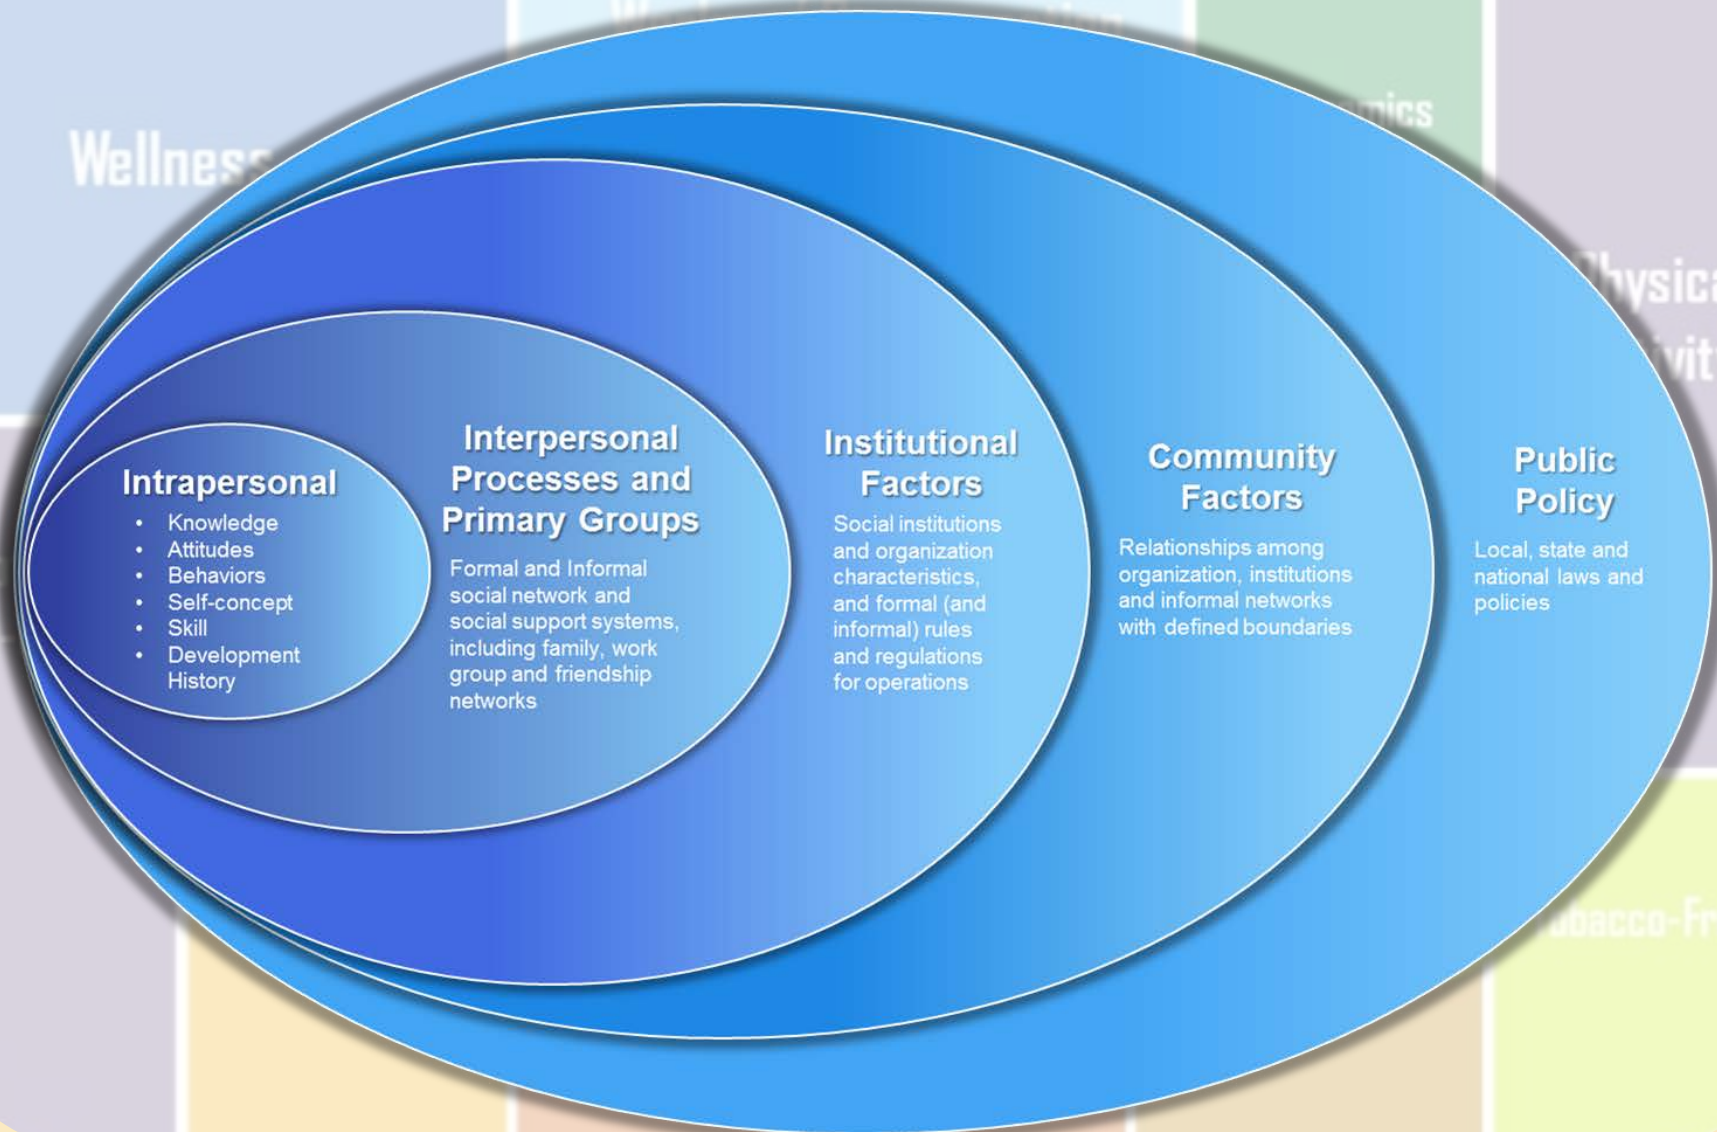 Intrapersonal
• Knowledge
• Attitudes
• Behaviors
• Self-concept
• Skill
• Development
History
Interpersonal
Processes and
Primary Groups
Formal and Informal
social network and
social support systems,
including family, work
group and friendship
networks
Institutional
Factors
Social institutions
and organization
characteristics,
and formal (and
informal) rules
and regulations
for operations
Community
Factors
Relationships among
organization, institutions
and informal networks
with defined boundaries
Public
Policy
Local, state and
national laws and
policies
Wellness